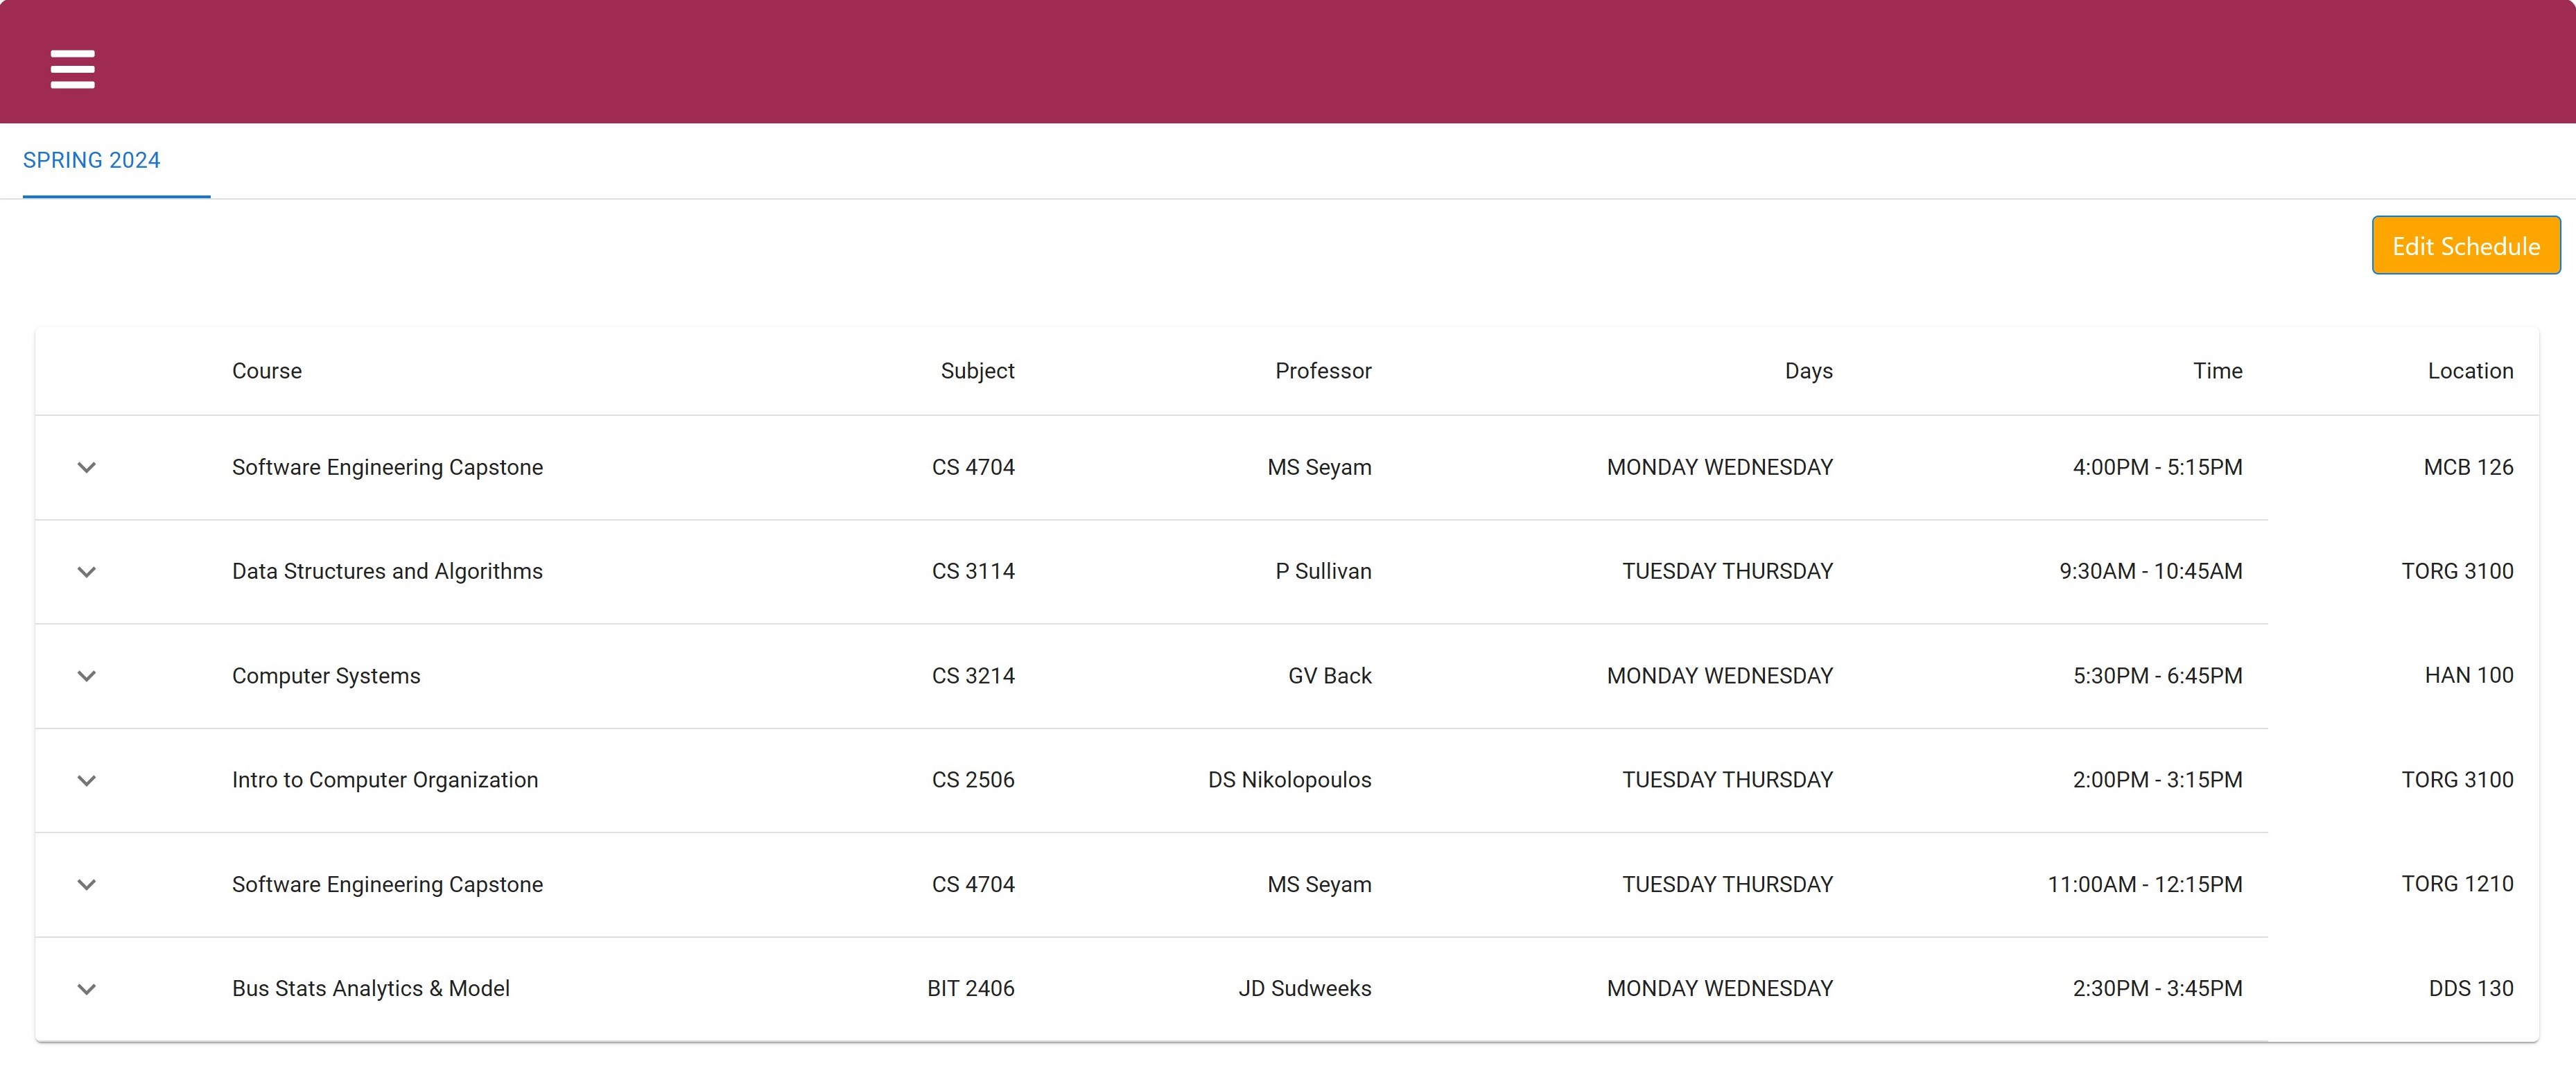 SPRING 2024
Edit Schedule
Course Subject Professor Days Time Location
Software Engineering Capstone CS 4704 MS Seyam MONDAY WEDNESDAY 4:00PM - 5:15PM MCB 126
Data Structures and Algorithms CS 3114 P Sullivan TUESDAY THURSDAY 9:30AM - 10:45AM TORG 3100
Computer Systems CS 3214 GV Back MONDAY WEDNESDAY 5:30PM - 6:45PM HAN 100
Intro to Computer Organization CS 2506 DS Nikolopoulos TUESDAY THURSDAY 2:00PM - 3:15PM TORG 3100
Software Engineering Capstone CS 4704 MS Seyam TUESDAY THURSDAY 11:00AM - 12:15PM TORG 1210
Bus Stats Analytics & Model BIT 2406 JD Sudweeks MONDAY WEDNESDAY 2:30PM - 3:45PM DDS 130